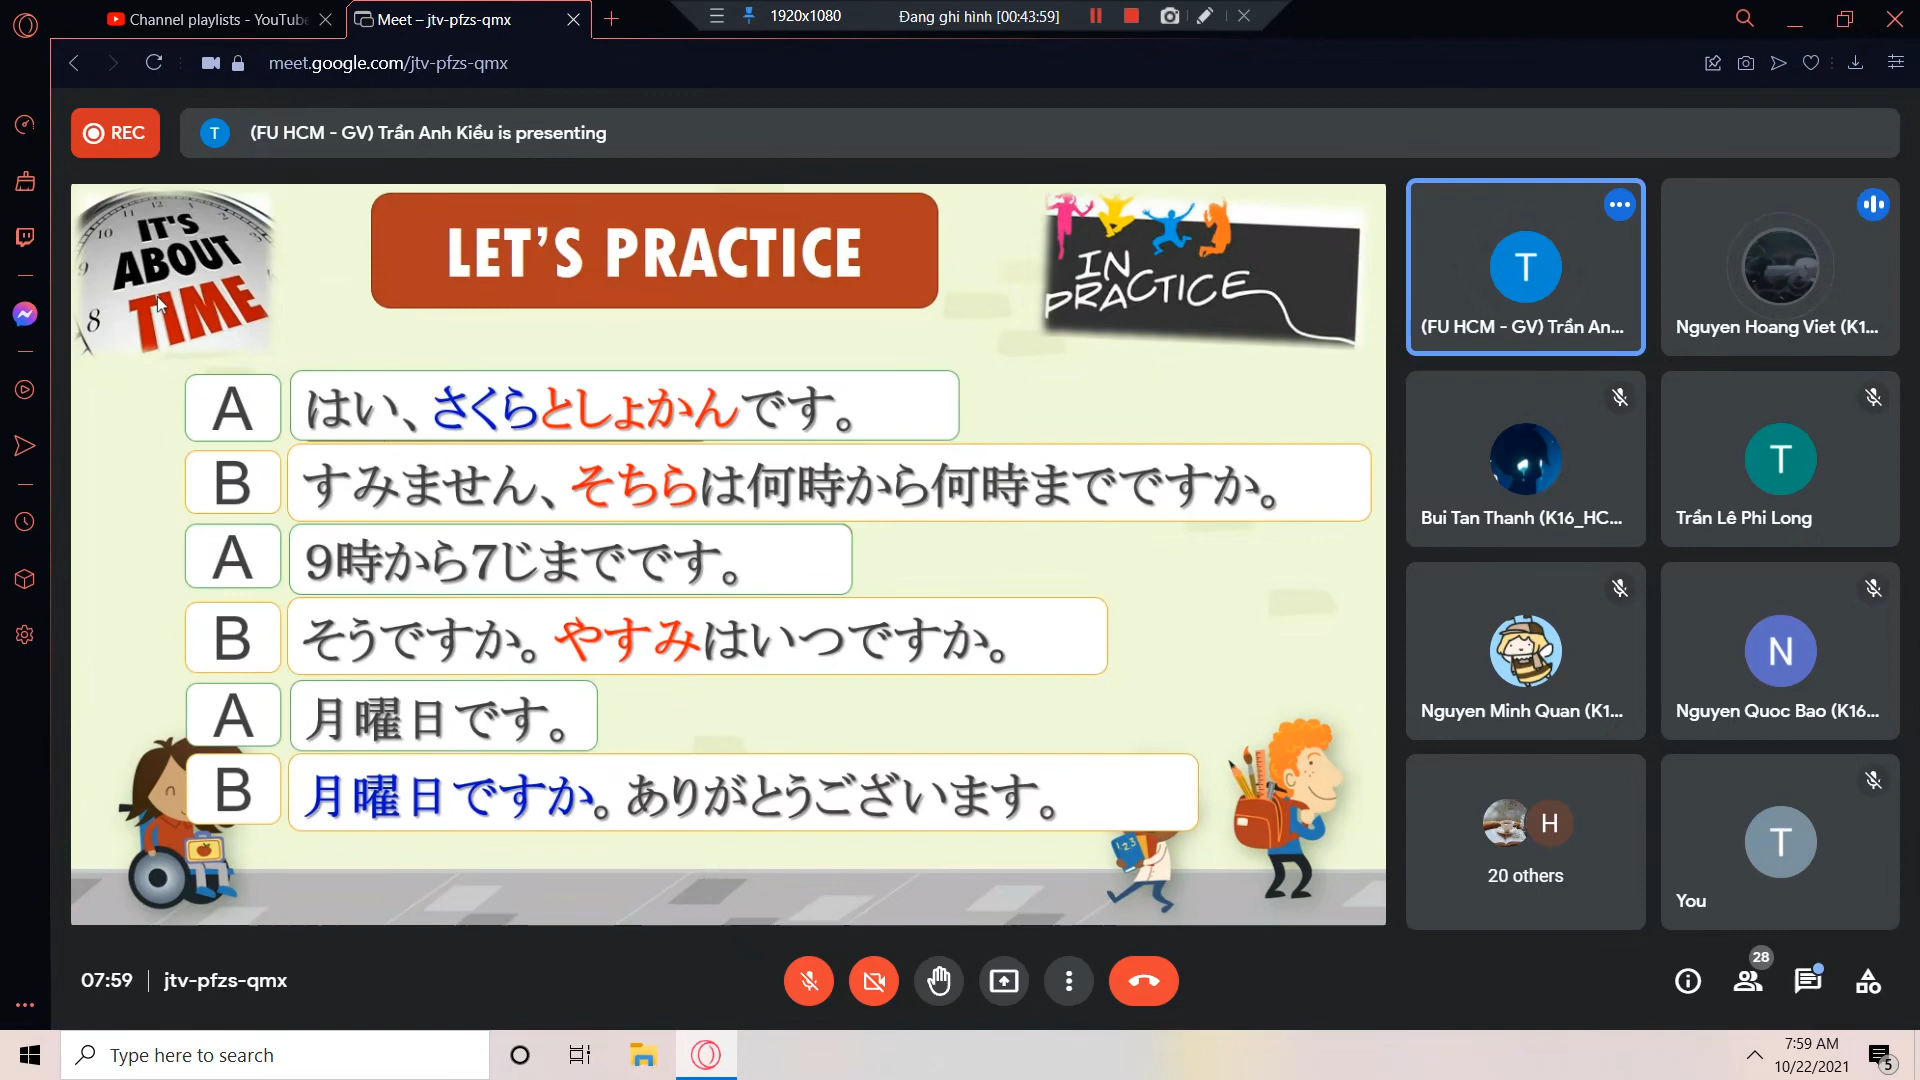 Channel playlists - YouTube
Meet – jtv-pfzs-qmx
1920x1080
Đang ghi hình [00:43:59]
meet.google.com/jtv-pfzs-qmx
REC
T
(FU HCM - GV) Trần Anh Kiều is presenting
IT'S
ABOUT
TIME
LET'S PRACTICE
IN
PRACTICE
A
はい、さくらとしょかんです。
B
すみません、そちらは何時から何時まででですか。
A
9時から7じまでです。
B
そうですか。やすみはいつですか。
A
月曜日です。
B
月曜日ですか。ありがとうございます。
1 2 3
T
(FU HCM - GV) Trần An...
Nguyen Hoang Viet (K1...
Bui Tan Thanh (K16_HC...
T
Trần Lê Phi Long
Nguyen Minh Quan (K1...
N
Nguyen Quoc Bao (K16...
H
20 others
T
You
07:59
jtv-pfzs-qmx
28
Type here to search
7:59 AM
10/22/2021
5